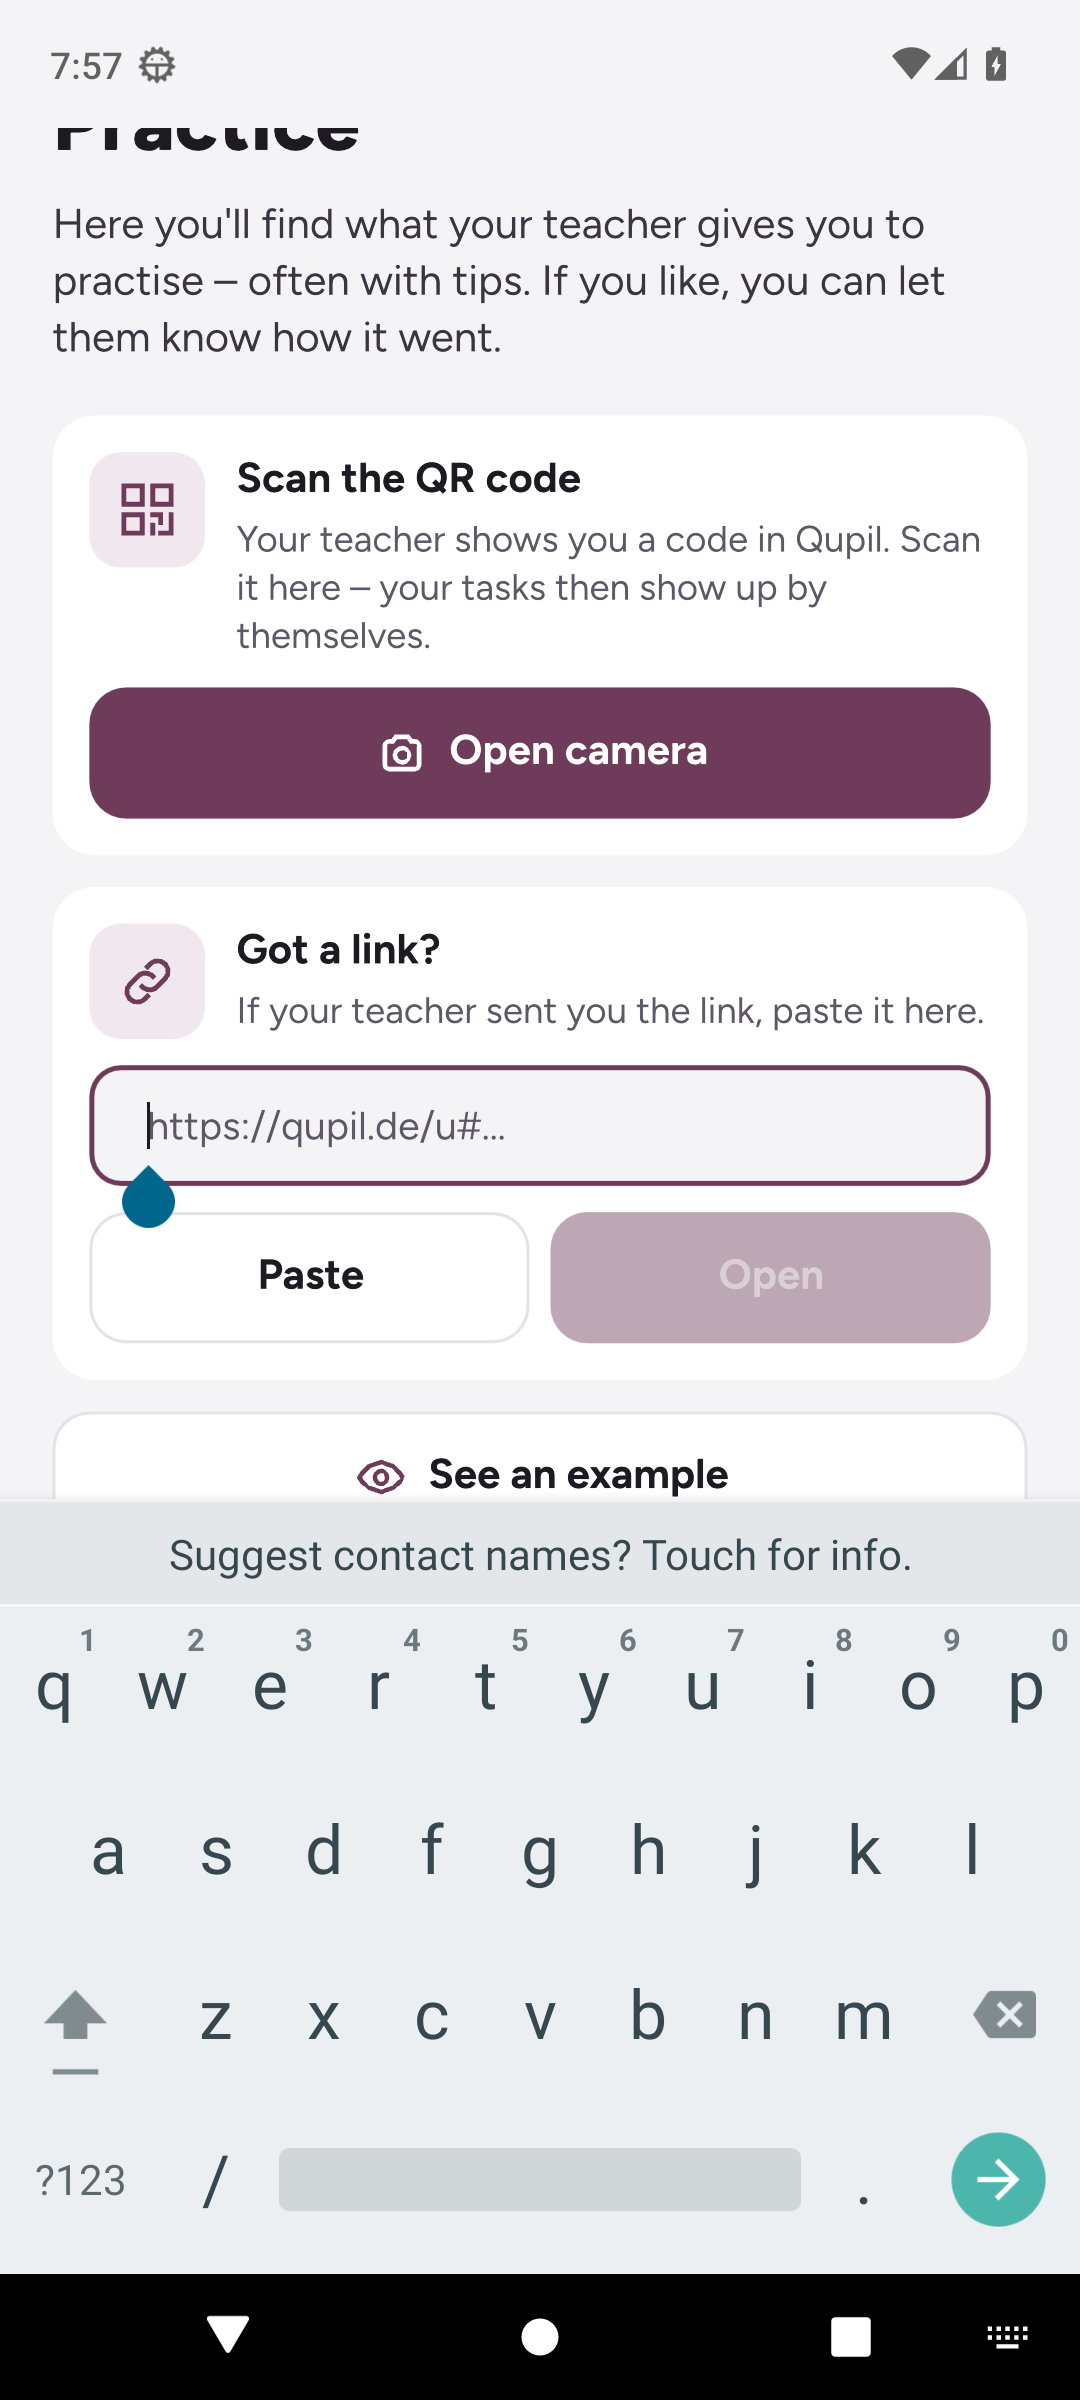 7:57
Practice
Here you'll find what your teacher gives you to
practise – often with tips. If you like, you can let
them know how it went.
Scan the QR code
Your teacher shows you a code in Qupil. Scan
it here – your tasks then show up by
themselves.
Open camera
Got a link?
If your teacher sent you the link, paste it here.
https://qupil.de/u#...
Paste
Open
See an example
Suggest contact names? Touch for info.
1 2 3 4 5 6 7 8 9 0
q w e r t y u i o p
a s d f g h j k l
z x c v b n m
?123 / .